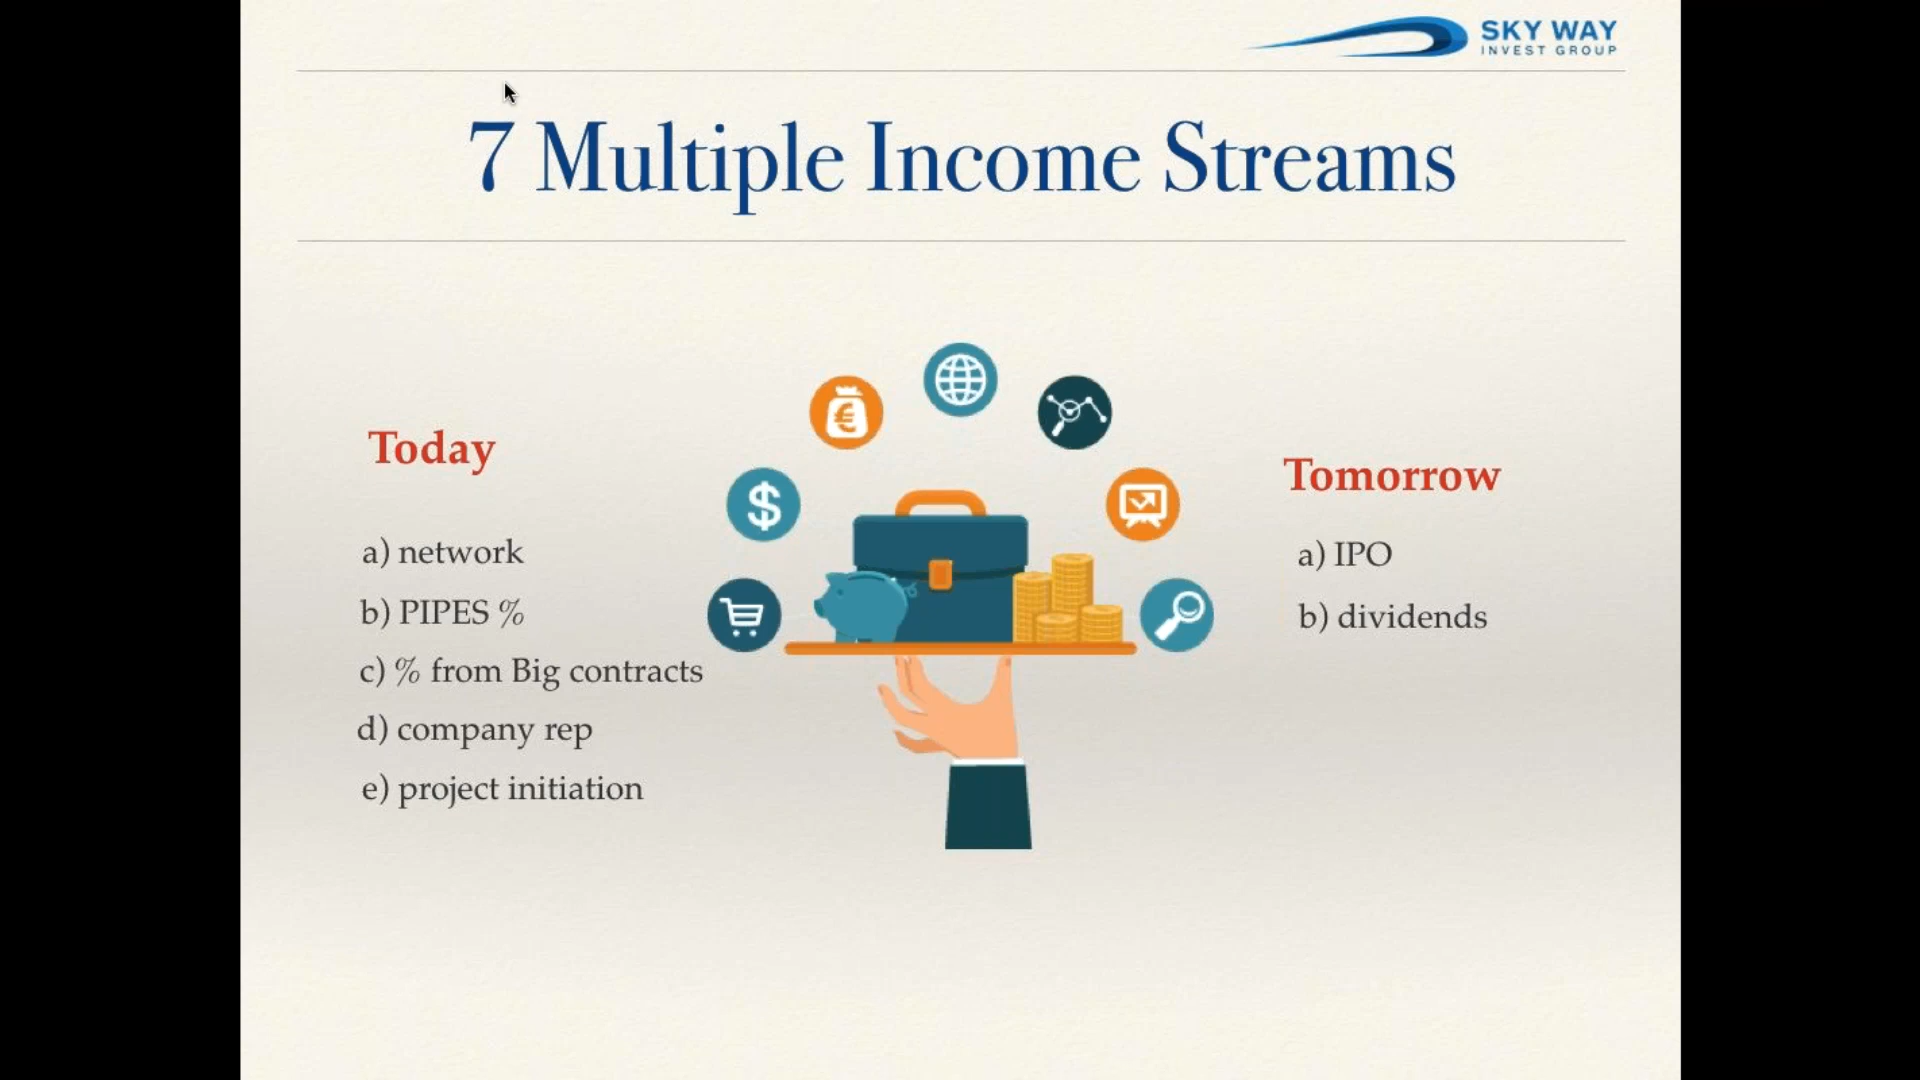 SKY WAY
INVEST GROUP
7 Multiple Income Streams
Today
a) network
b) PIPES %
c) % from Big contracts
d) company rep
e) project initiation
Tomorrow
a) IPO
b) dividends